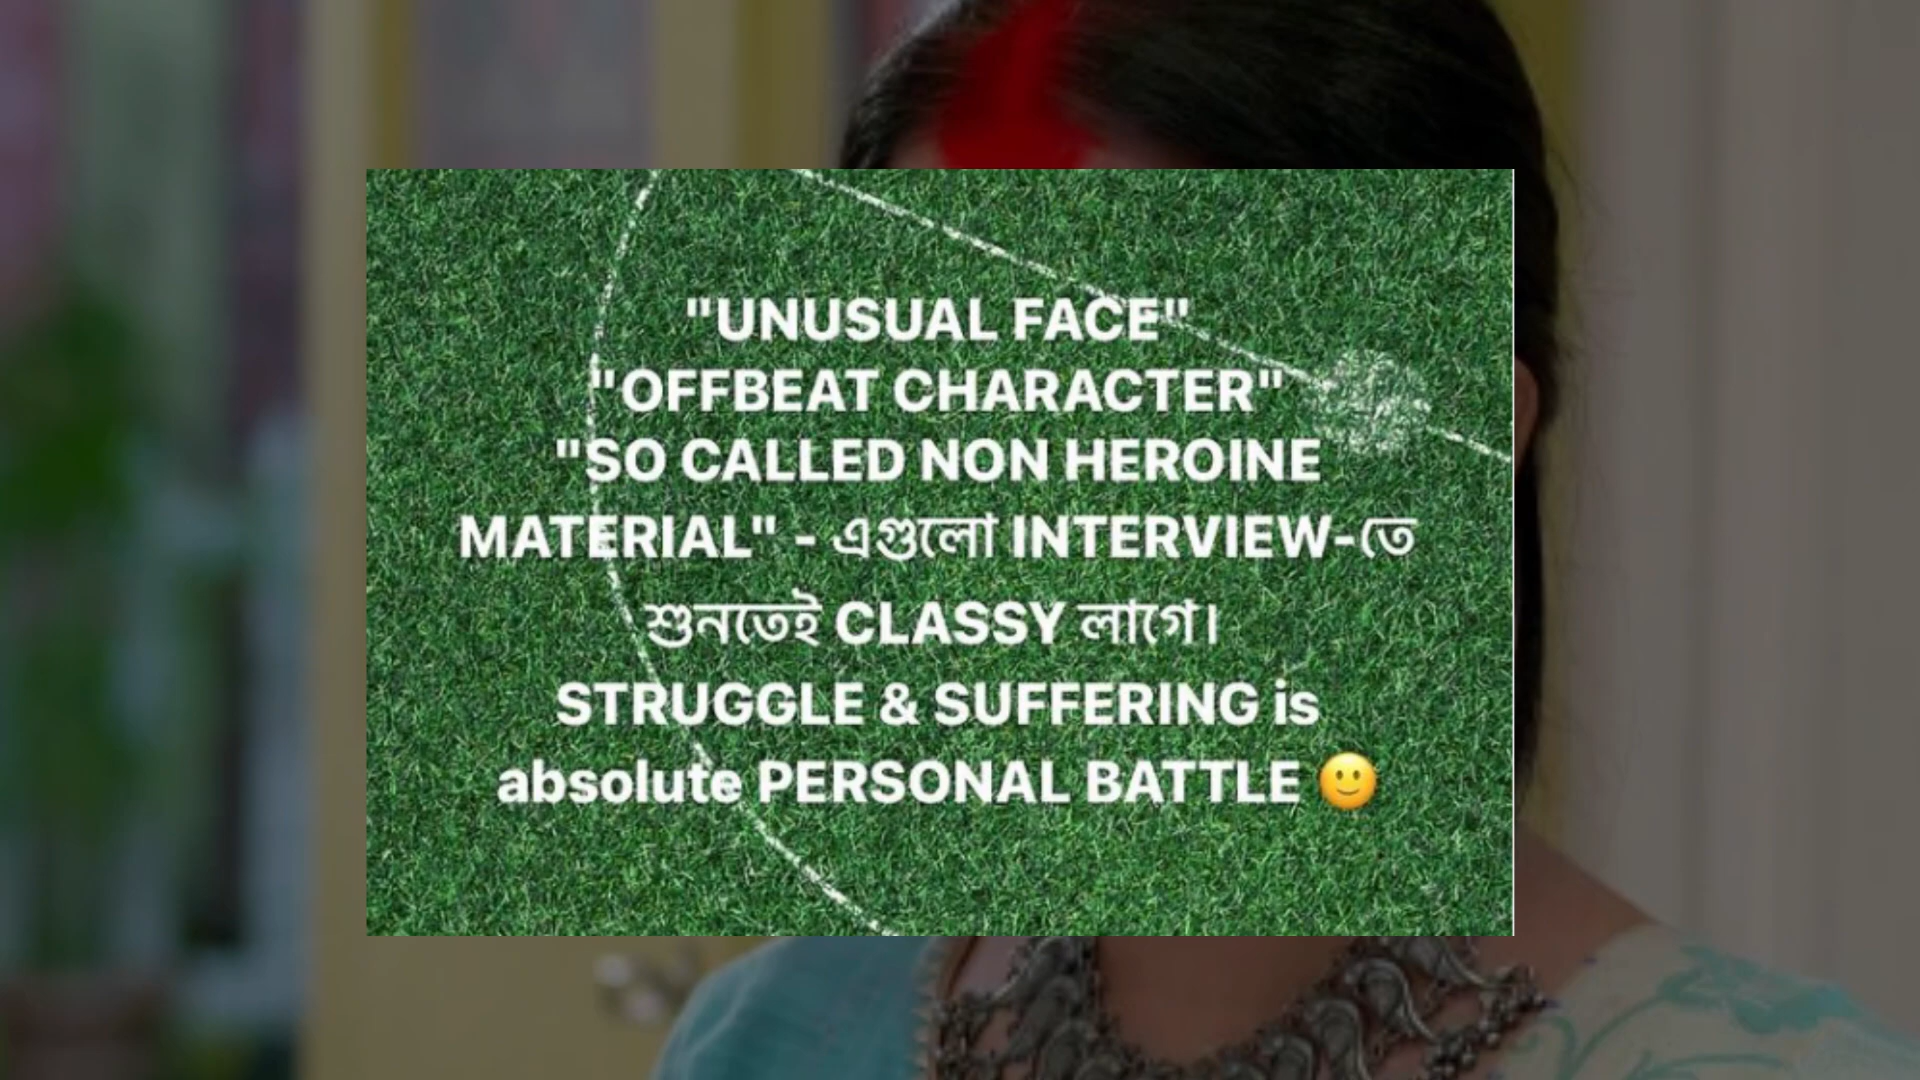 "UNUSUAL FACE"
"OFFBEAT CHARACTER"
"SO CALLED NON HEROINE
MATERIAL" - এগুলো INTERVIEW-তে
শুনতেই CLASSY লাগে।
STRUGGLE & SUFFERING is
absolute PERSONAL BATTLE 🙂